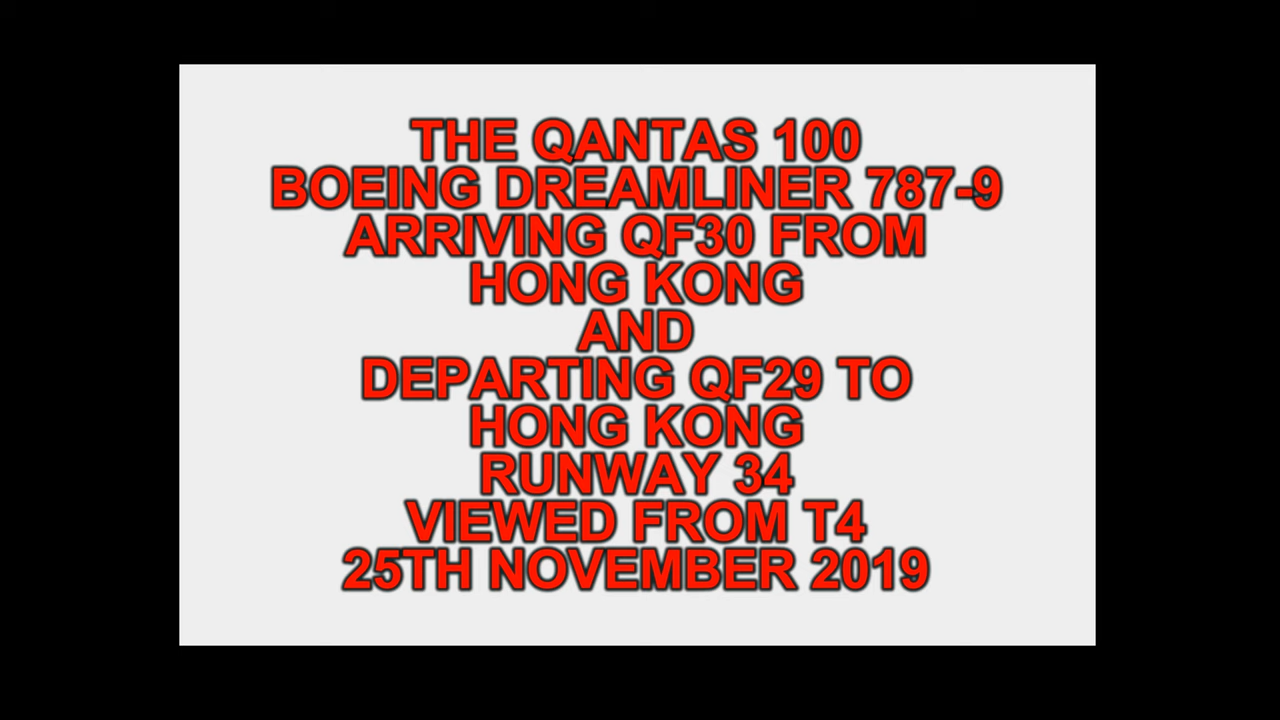 THE QANTAS 100
BOEING DREAMLINER 787-9
ARRIVING QF30 FROM
HONG KONG
AND
DEPARTING QF29 TO
HONG KONG
RUNWAY 34
VIEWED FROM T4
25TH NOVEMBER 2019